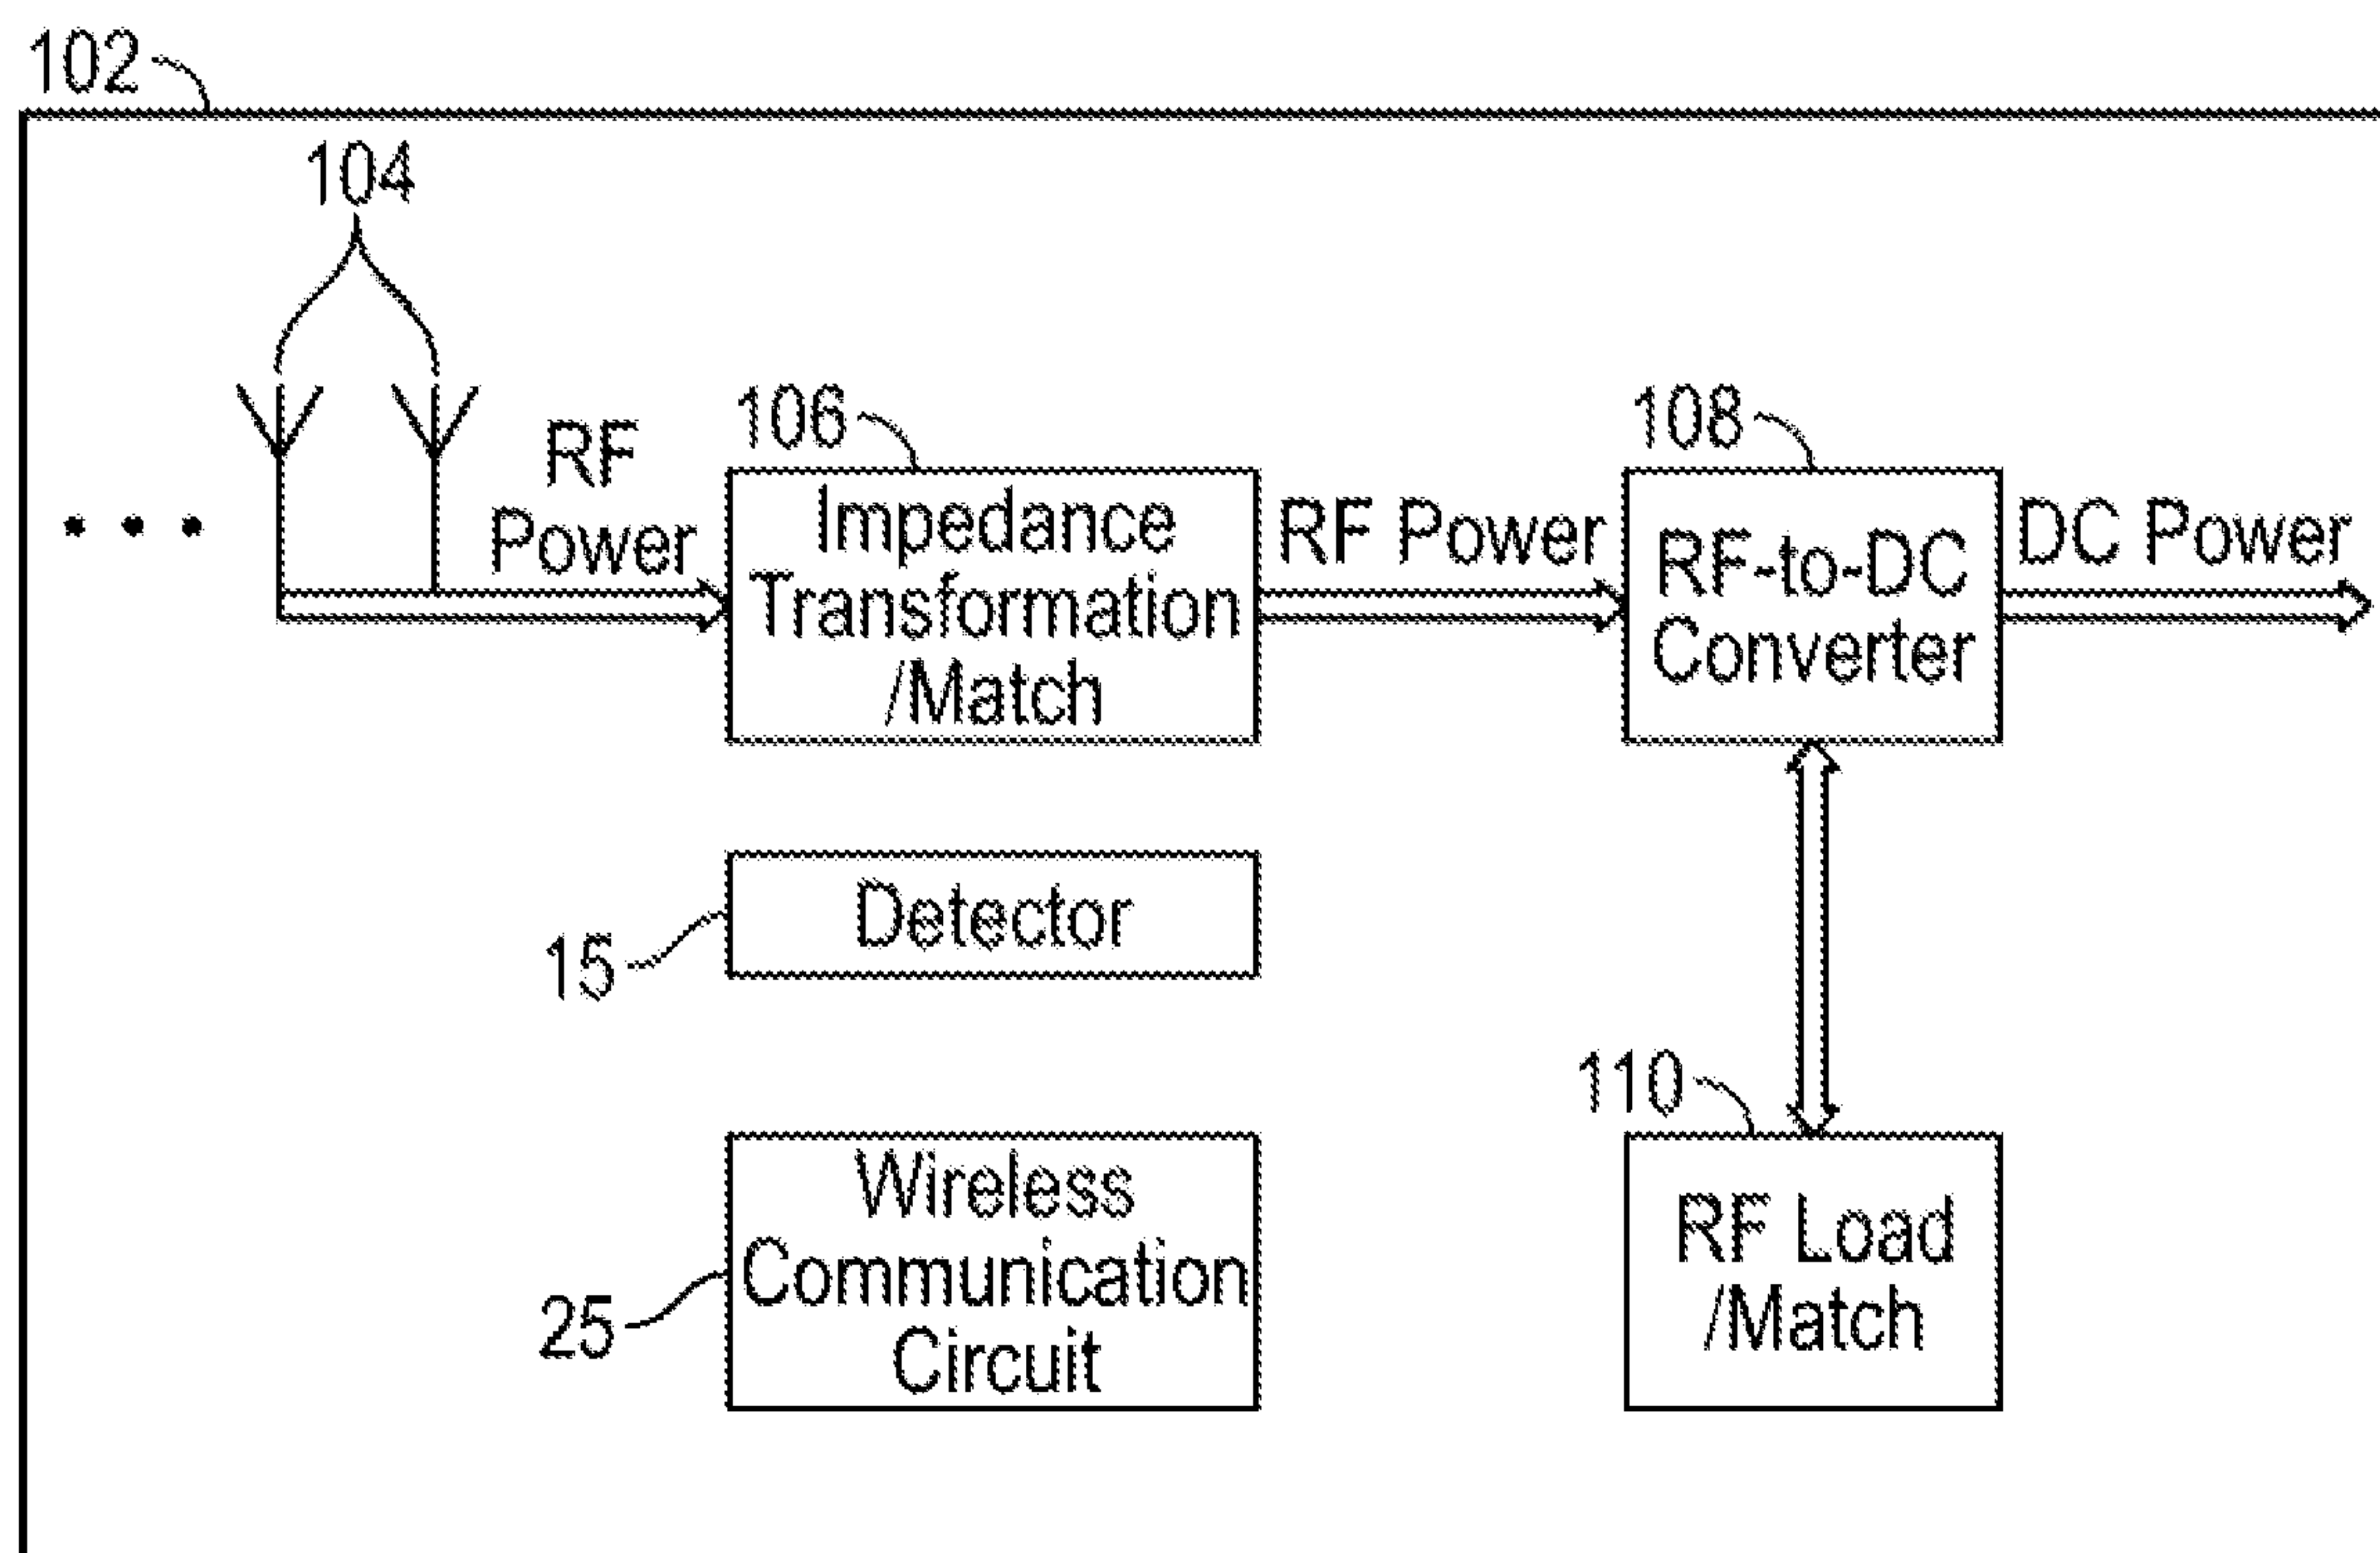 102
104
RF
Power
106
Impedance
Transformation
/Match
RF Power
108
RF-to-DC
Converter
DC Power
15
Detector
110
RF Load
/Match
25
Wireless
Communication
Circuit